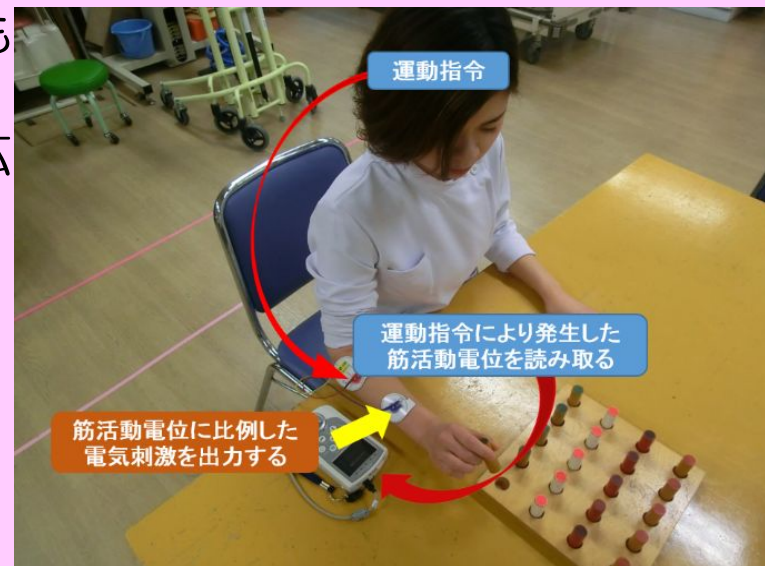 も
運動指令
運動指令により発生した
筋活動電位を読み取る
筋活動電位に比例した
電気刺激を出力する